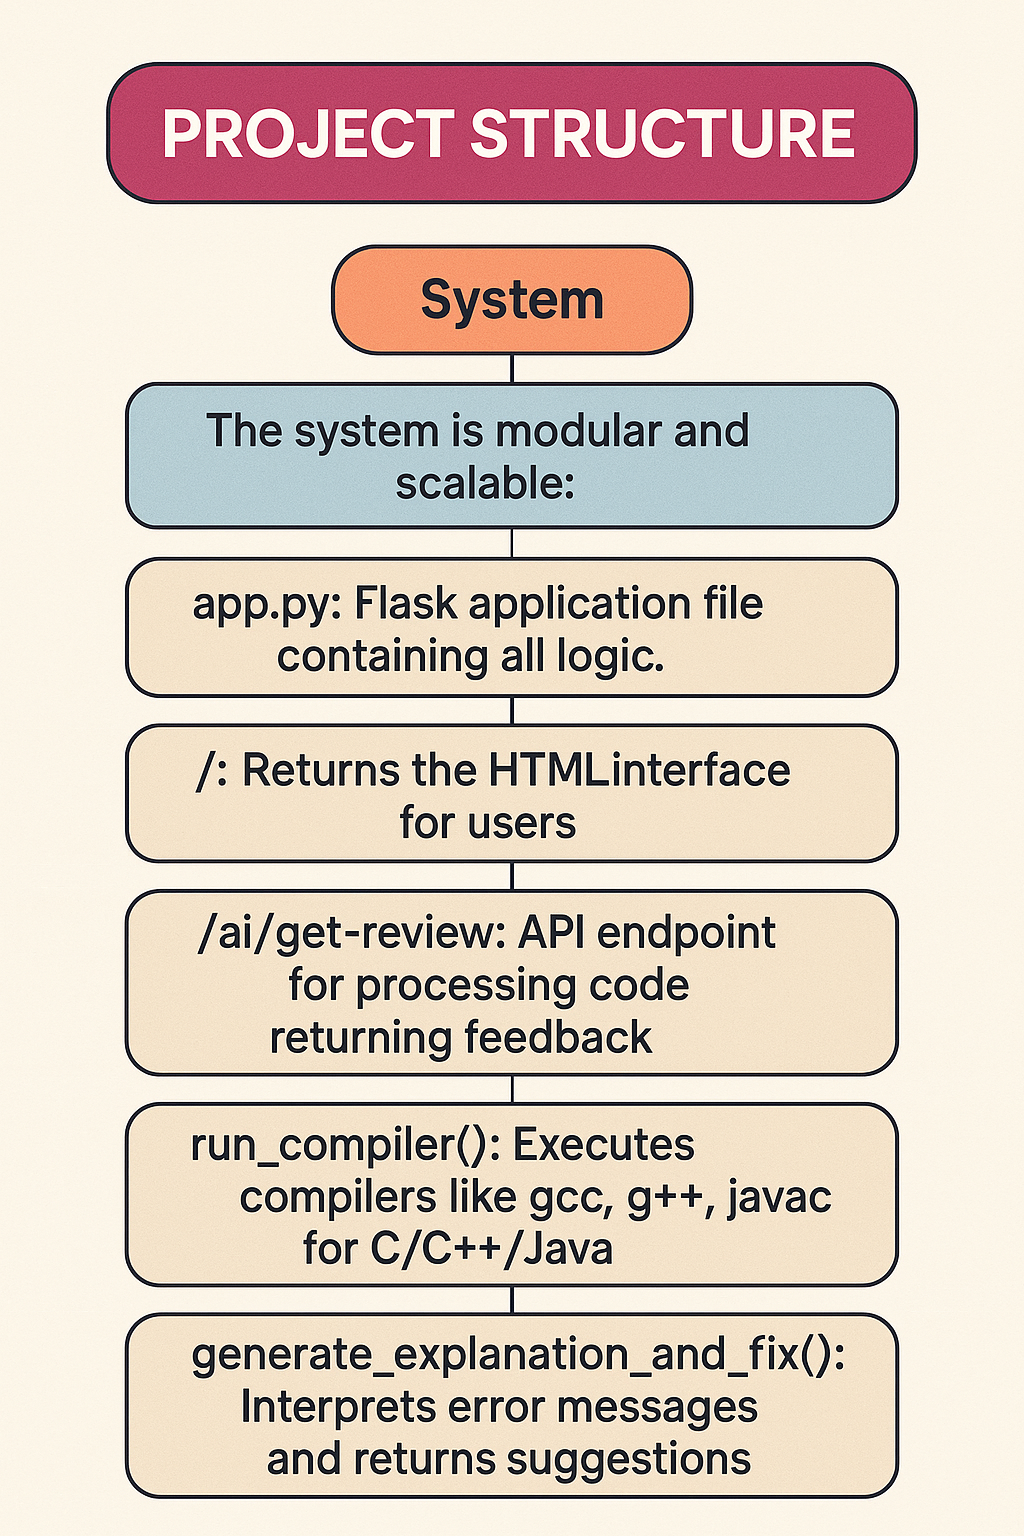 PROJECT STRUCTURE
System
The system is modular and
scalable:
app.py: Flask application file
containing all logic.
/: Returns the HTMLinterface
for users
/ai/get-review: API endpoint
for processing code
returning feedback
run_compiler(): Executes
compilers like gcc, g++, javac
for C/C++/Java
generate_explanation_and_fix():
Interprets error messages
and returns suggestions